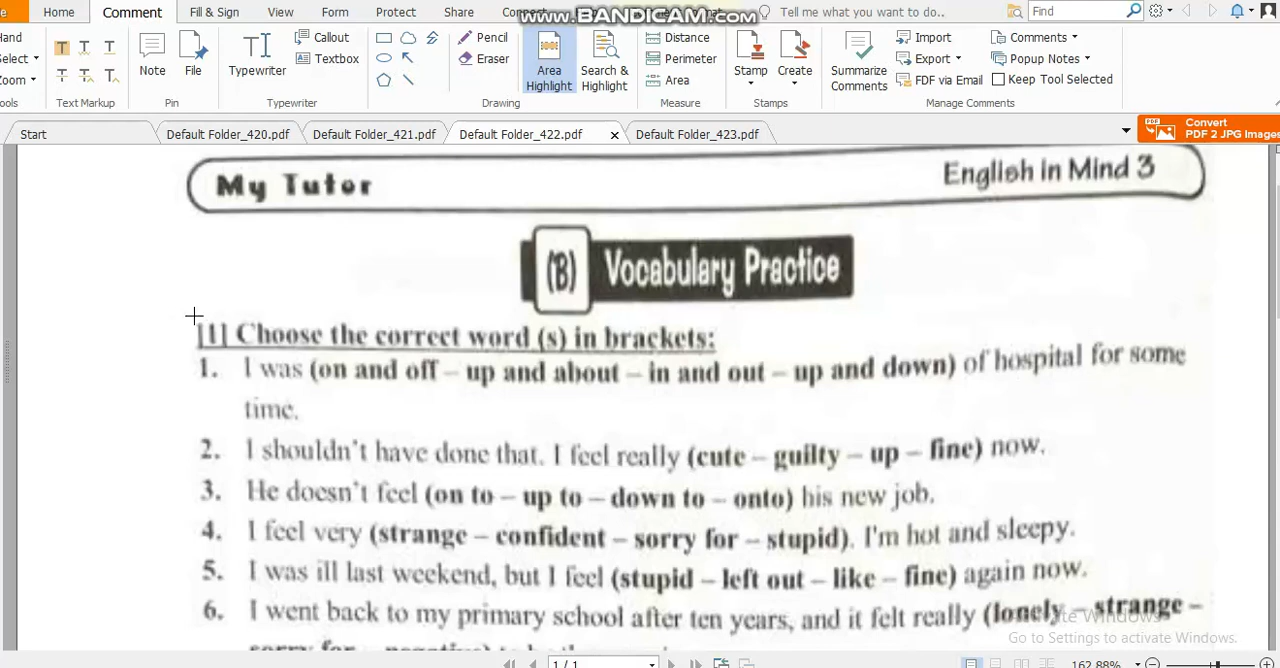 Home Comment Fill & Sign View Form Protect Share Tell me what you want to do.. Find
www.BANDICAM.com
Callout Pencil Distance Import Comments
Textbox Eraser Perimeter Export Popup Notes
Note File Typewriter Area Highlight Search & Highlight Area Stamp Create Summarize Comments FDF via Email Keep Tool Selected
Text Markup Pin Typewriter Drawing Measure Stamps Manage Comments
Start Default Folder_420.pdf Default Folder_421.pdf Default Folder_422.pdf Default Folder_423.pdf
Convert
PDF 2 JPG Images
My Tutor English in Mind 3
(B) Vocabulary Practice
[1] Choose the correct word (s) in brackets:
1. I was (on and off – up and about – in and out – up and down) of hospital for some
time.
2. I shouldn't have done that. I feel really (cute – guilty – up – fine) now.
3. He doesn't feel (on to – up to – down to – onto) his new job.
4. I feel very (strange – confident – sorry for – stupid). I'm hot and sleepy.
5. I was ill last weekend, but I feel (stupid – left out – like – fine) again now.
6. I went back to my primary school after ten years, and it felt really (lonely – strange –
Go to Settings to activate Windows.
1 / 1 162.88%